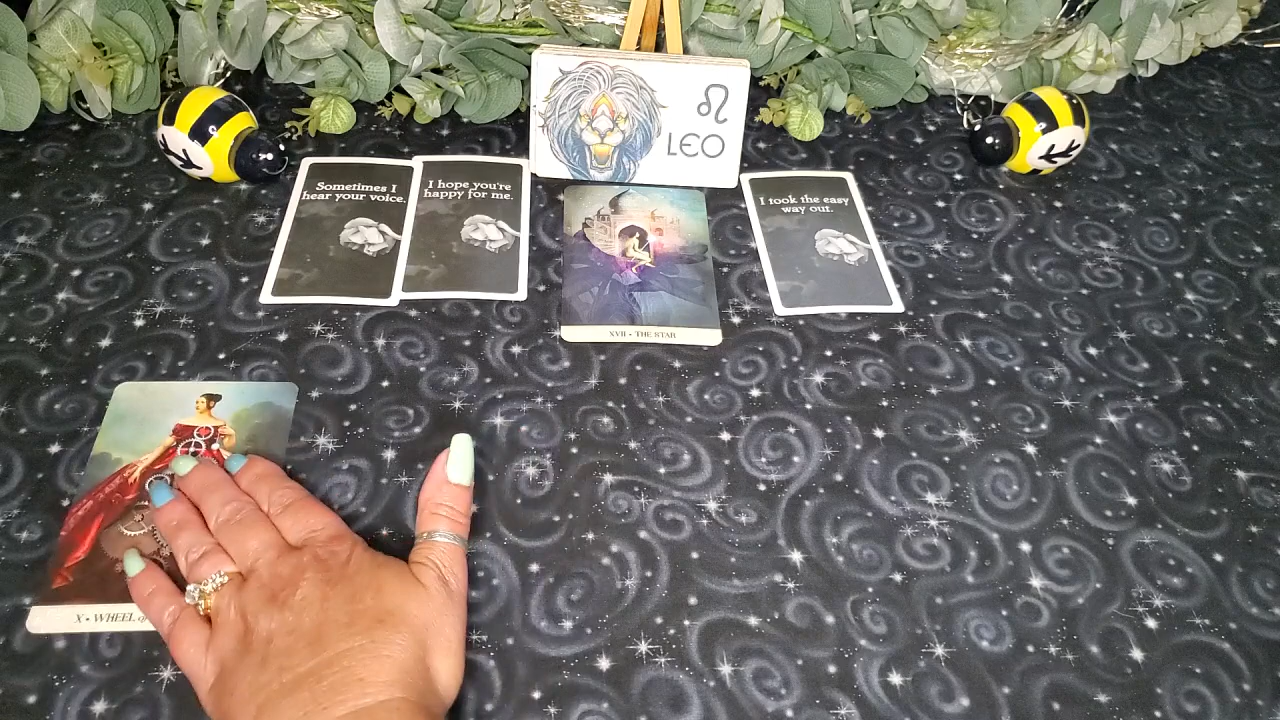 ♌
LEO
Sometimes I
hear your voice.
I hope you're
happy for me.
I took the easy
way out.
XVII • THE STAR
X • WHEEL of